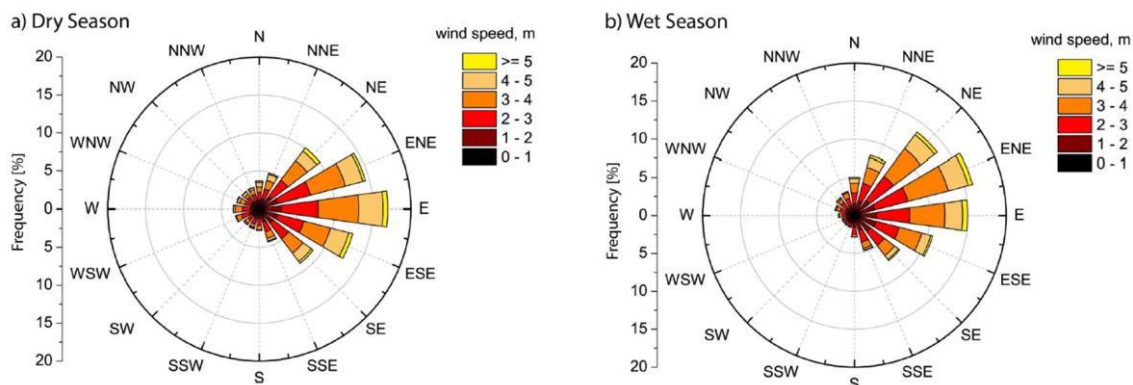 a) Dry Season
wind speed, m
>= 5
4 - 5
3 - 4
2 - 3
1 - 2
0 - 1
Frequency [%]
20
15
10
5
0
5
10
15
20
N
NNE
NE
ENE
E
ESE
SE
SSE
S
SSW
SW
WSW
W
WNW
NW
NNW
b) Wet Season
wind speed, m
>= 5
4 - 5
3 - 4
2 - 3
1 - 2
0 - 1
Frequency [%]
20
15
10
5
0
5
10
15
20
N
NNE
NE
ENE
E
ESE
SE
SSE
S
SSW
SW
WSW
W
WNW
NW
NNW